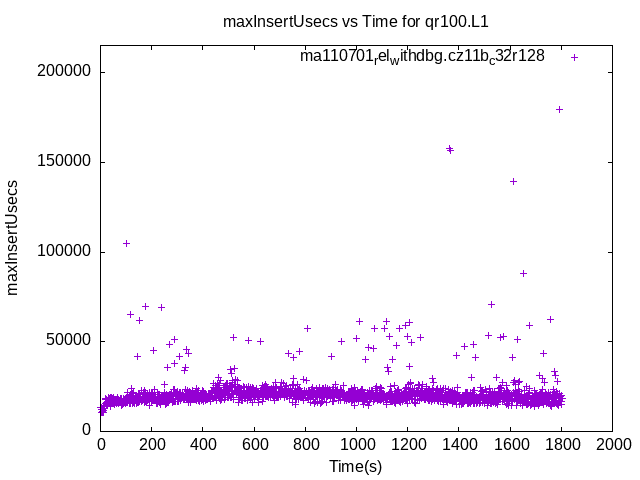 maxInsertUsecs vs Time for qr100.L1
ma110701relwithdbg.cz11bc32r128
200000
150000
100000
50000
0
maxInsertUsecs
0 200 400 600 800 1000 1200 1400 1600 1800 2000
Time(s)